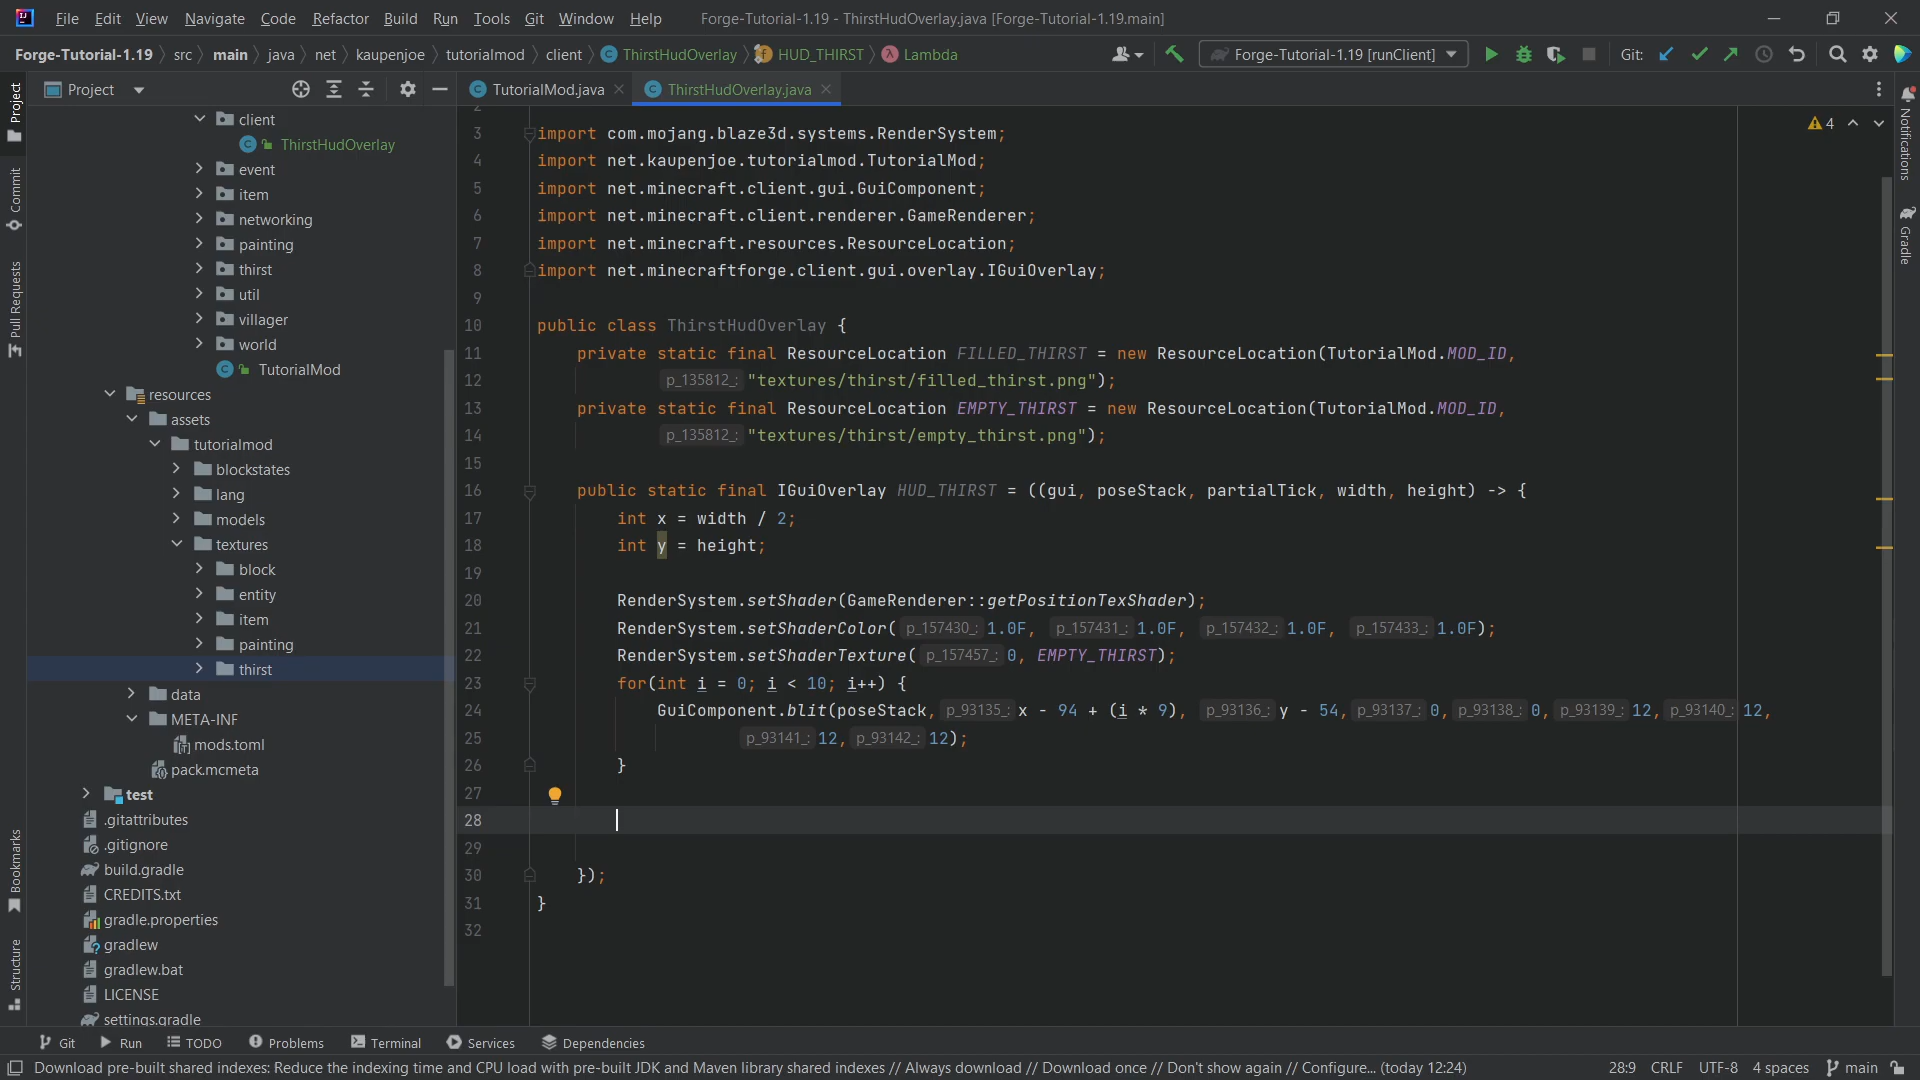 File Edit View Navigate Code Refactor Build Run Tools Git Window Help Forge-Tutorial-1.19 - ThirstHudOverlay.java [Forge-Tutorial-1.19.main]
Forge-Tutorial-1.19 src main java net kaupenjoe tutorialmod client ThirstHudOverlay HUD_THIRST Lambda Forge-Tutorial-1.19 [runClient] Git:
Project TutorialMod.java ThirstHudOverlay.java
Project
Commit
Pull Requests
Bookmarks
Structure
client
ThirstHudOverlay
event
item
networking
painting
thirst
util
villager
world
TutorialMod
resources
assets
tutorialmod
blockstates
lang
models
textures
block
entity
item
painting
thirst
data
META-INF
mods.toml
pack.mcmeta
test
.gitattributes
.gitignore
build.gradle
CREDITS.txt
gradle.properties
gradlew
gradlew.bat
LICENSE
settings.gradle
2
3 import com.mojang.blaze3d.systems.RenderSystem;
4 import net.kaupenjoe.tutorialmod.TutorialMod;
5 import net.minecraft.client.gui.GuiComponent;
6 import net.minecraft.client.renderer.GameRenderer;
7 import net.minecraft.resources.ResourceLocation;
8 import net.minecraftforge.client.gui.overlay.IGuiOverlay;
9
10 public class ThirstHudOverlay {
11 private static final ResourceLocation FILLED_THIRST = new ResourceLocation(TutorialMod.MOD_ID,
12 p_135812_: "textures/thirst/filled_thirst.png");
13 private static final ResourceLocation EMPTY_THIRST = new ResourceLocation(TutorialMod.MOD_ID,
14 p_135812_: "textures/thirst/empty_thirst.png");
15
16 public static final IGuiOverlay HUD_THIRST = ((gui, poseStack, partialTick, width, height) -> {
17 int x = width / 2;
18 int y = height;
19
20 RenderSystem.setShader(GameRenderer::getPositionTexShader);
21 RenderSystem.setShaderColor( p_157430_: 1.0F, p_157431_: 1.0F, p_157432_: 1.0F, p_157433_: 1.0F);
22 RenderSystem.setShaderTexture( p_157457_: 0, EMPTY_THIRST);
23 for(int i = 0; i < 10; i++) {
24 GuiComponent.blit(poseStack, p_93135_: x - 94 + (i * 9), p_93136_: y - 54, p_93137_: 0, p_93138_: 0, p_93139_: 12, p_93140_: 12,
25 p_93141_: 12, p_93142_: 12);
26 }
27
28
29
30 });
31 }
32
4
Notifications
Gradle
Git Run TODO Problems Terminal Services Dependencies
Download pre-built shared indexes: Reduce the indexing time and CPU load with pre-built JDK and Maven library shared indexes // Always download // Download once // Don't show again // Configure... (today 12:24) 28:9 CRLF UTF-8 4 spaces main